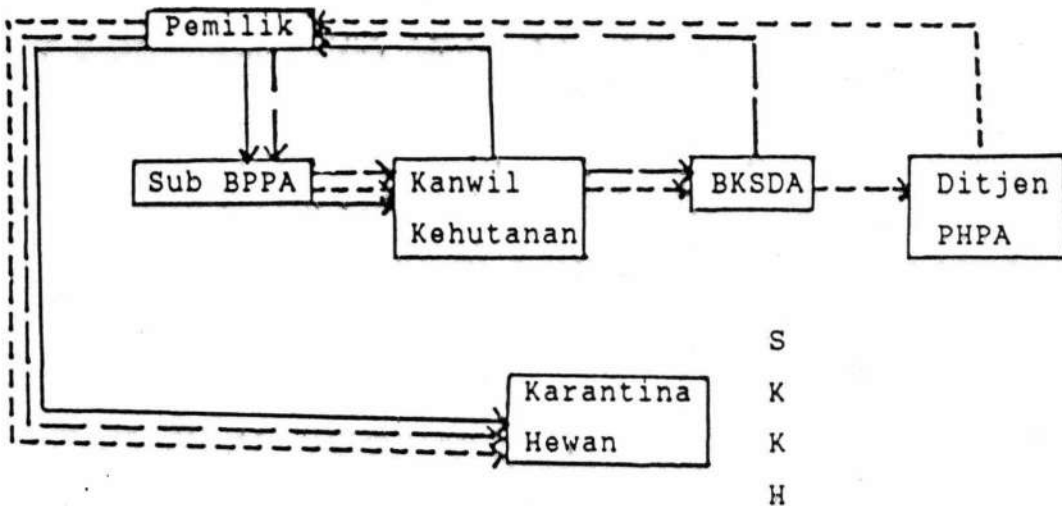 Pemilik
Sub BPPA
Kanwil
Kehutanan
BKSDA
Ditjen
PHPA
Karantina
Hewan
S
K
K
H